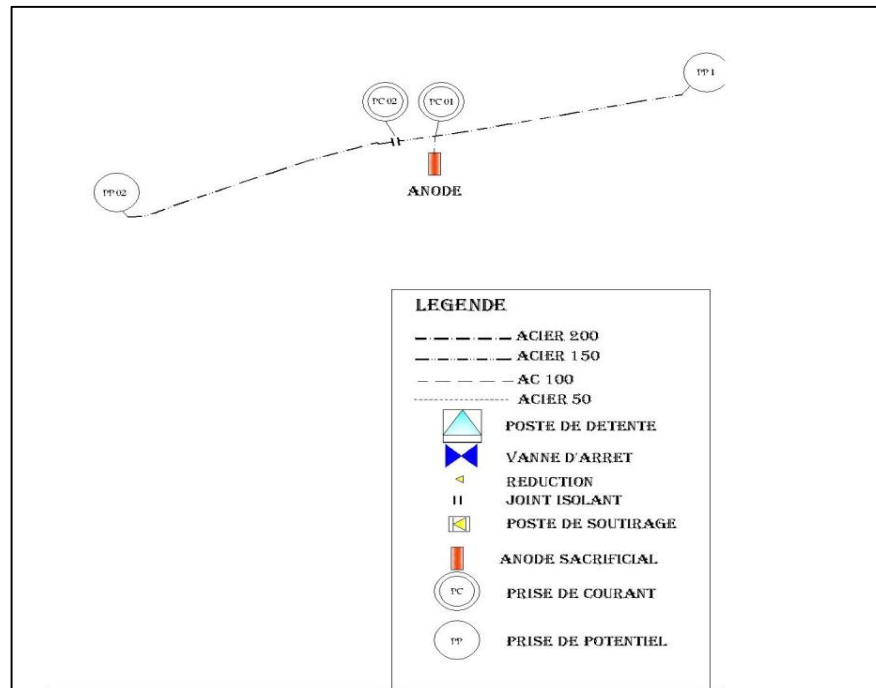 PP 1
PC 02 PC 01
PP 02
ANODE
LEGENDE
ACIER 200
ACIER 150
AC 100
ACIER 50
POSTE DE DETENTE
VANNE D'ARRET
REDUCTION
JOINT ISOLANT
POSTE DE SOUTIRAGE
ANODE SACRIFICIAL
PC PRISE DE COURANT
PP PRISE DE POTENTIEL